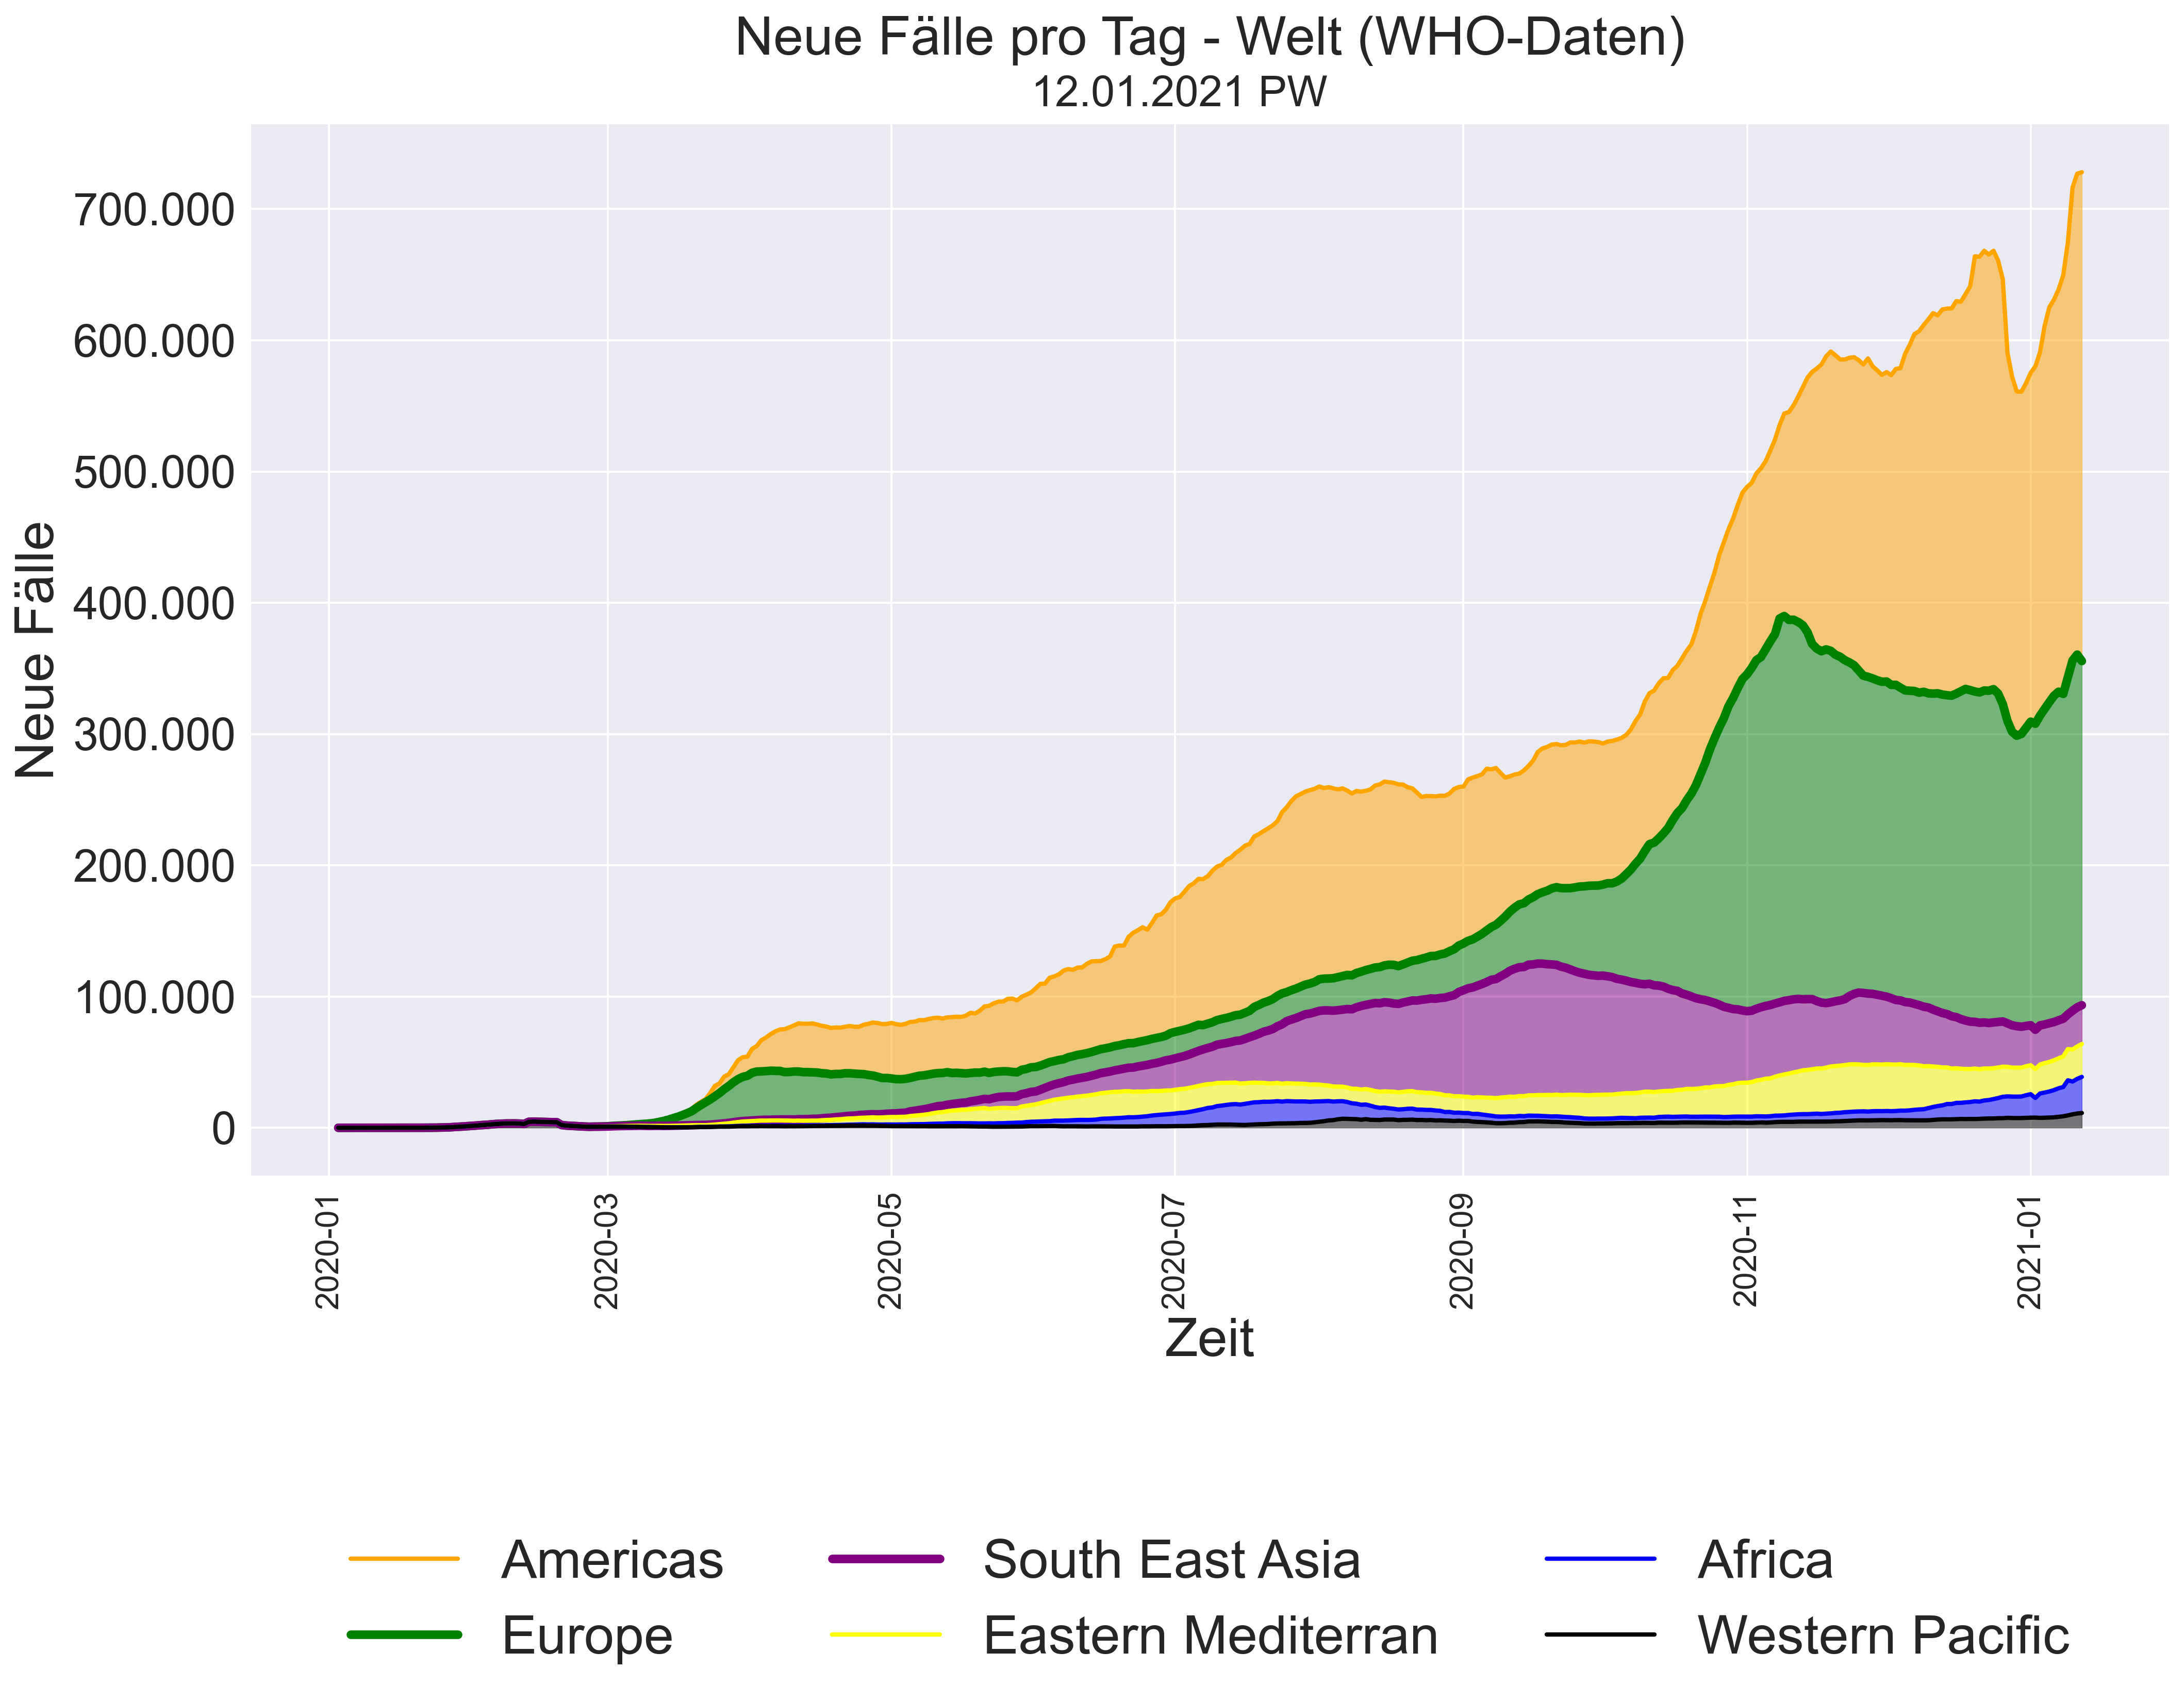 Neue Fälle pro Tag - Welt (WHO-Daten)
12.01.2021 PW
700.000
600.000
500.000
400.000
300.000
200.000
100.000
0
Neue Fälle
2020-01
2020-03
2020-05
2020-07
2020-09
2020-11
2021-01
Zeit
Americas
South East Asia
Africa
Europe
Eastern Mediterran
Western Pacific